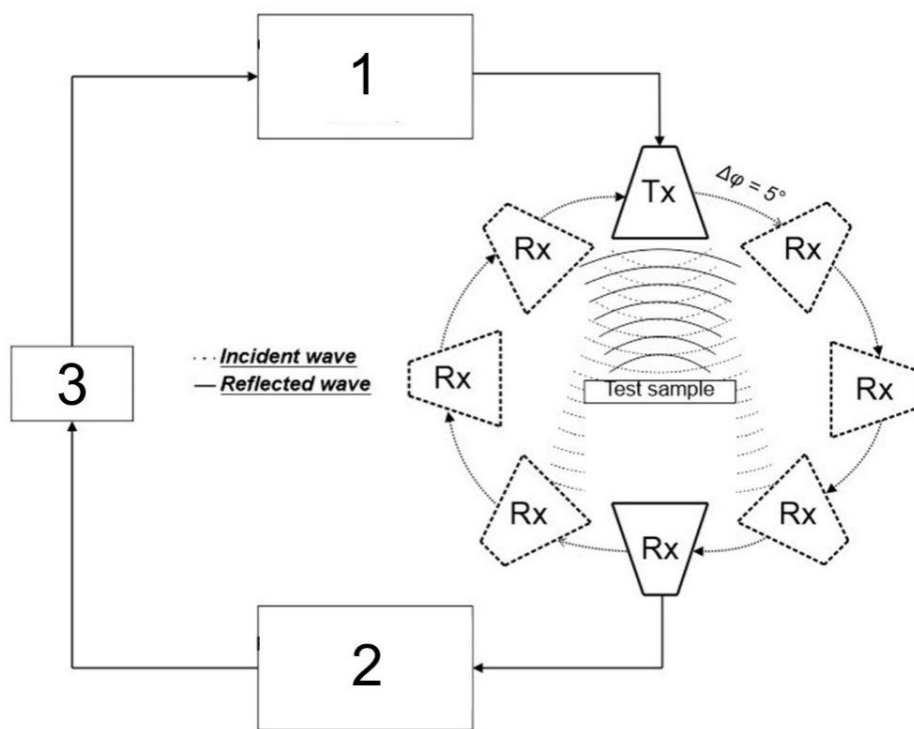 1
Tx
Δφ = 5°
Rx
Rx
Rx
Rx
3
Incident wave
Reflected wave
Test sample
Rx
Rx
Rx
2